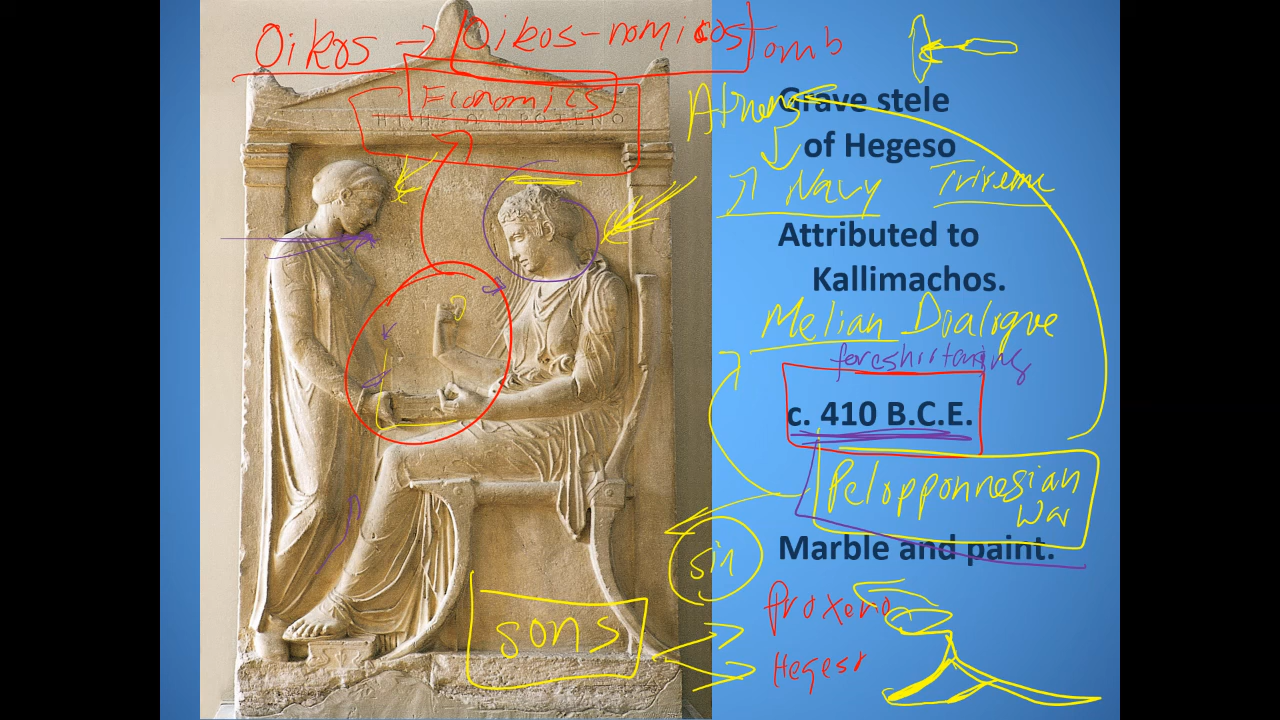 Oikos → Oikos-nomicos
Tomb
Economics
Grave stele
of Hegeso
Athens
Navy
Trireme
Attributed to
Kallimachos.
Melian Dialogue
foreshortening
c. 410 B.C.E.
Peloponnesian
War
Marble and paint.
sin
sons
Proxeno
Hegeso